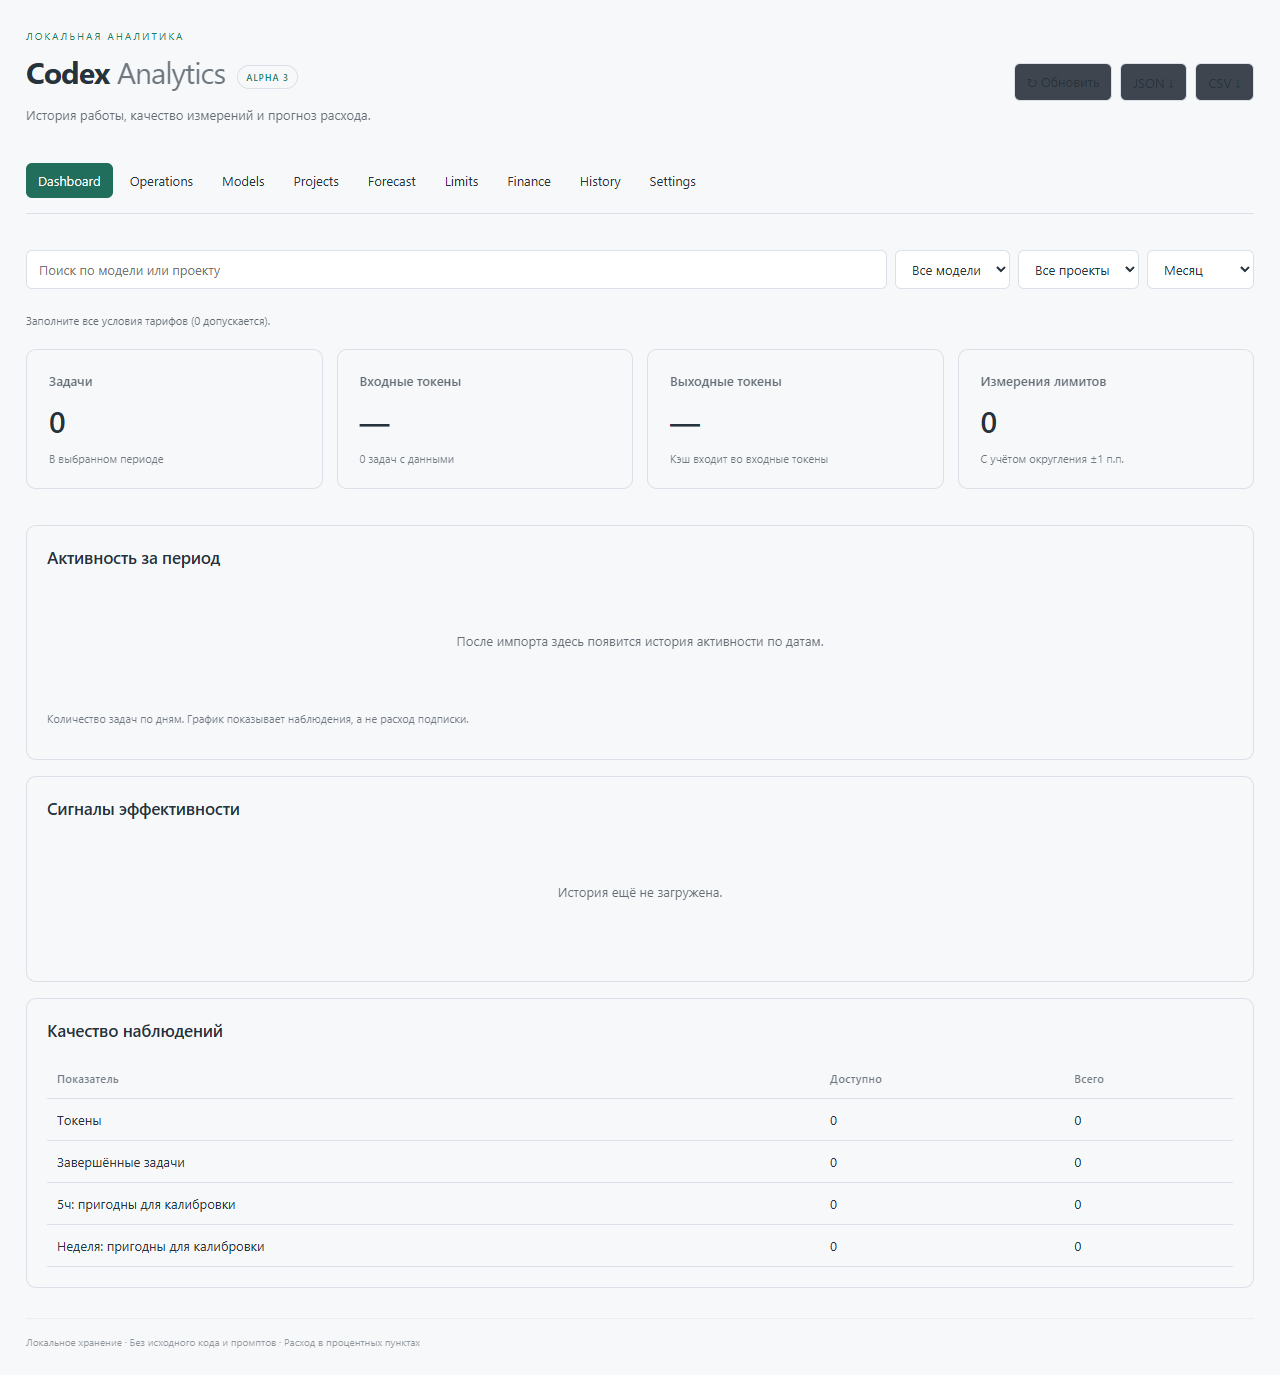 ЛОКАЛЬНАЯ АНАЛИТИКА
Codex Analytics ALPHA 3
↻ Обновить JSON ↓ CSV ↓
История работы, качество измерений и прогноз расхода.
Dashboard Operations Models Projects Forecast Limits Finance History Settings
Поиск по модели или проекту Все модели Все проекты Месяц
Заполните все условия тарифов (0 допускается).
Задачи Входные токены Выходные токены Измерения лимитов
0 — — 0
В выбранном периоде 0 задач с данными Кэш входит во входные токены С учётом округления ±1 п.п.
Активность за период
После импорта здесь появится история активности по датам.
Количество задач по дням. График показывает наблюдения, а не расход подписки.
Сигналы эффективности
История ещё не загружена.
Качество наблюдений
Показатель Доступно Всего
Токены 0 0
Завершённые задачи 0 0
5ч: пригодны для калибровки 0 0
Неделя: пригодны для калибровки 0 0
Локальное хранение · Без исходного кода и промптов · Расход в процентных пунктах